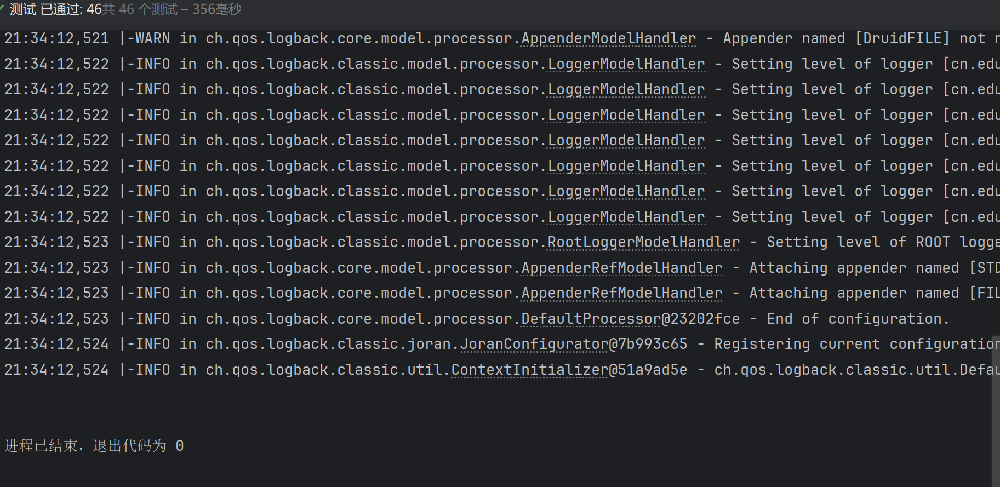 测试 已通过: 46共 46 个测试 – 356毫秒
21:34:12,521 |-WARN in ch.qos.logback.core.model.processor.AppenderModelHandler - Appender named [DruidFILE] not
21:34:12,522 |-INFO in ch.qos.logback.classic.model.processor.LoggerModelHandler - Setting level of logger [cn.edu
21:34:12,522 |-INFO in ch.qos.logback.classic.model.processor.LoggerModelHandler - Setting level of logger [cn.edu
21:34:12,522 |-INFO in ch.qos.logback.classic.model.processor.LoggerModelHandler - Setting level of logger [cn.edu
21:34:12,522 |-INFO in ch.qos.logback.classic.model.processor.LoggerModelHandler - Setting level of logger [cn.edu
21:34:12,522 |-INFO in ch.qos.logback.classic.model.processor.LoggerModelHandler - Setting level of logger [cn.edu
21:34:12,522 |-INFO in ch.qos.logback.classic.model.processor.LoggerModelHandler - Setting level of logger [cn.edu
21:34:12,522 |-INFO in ch.qos.logback.classic.model.processor.LoggerModelHandler - Setting level of logger [cn.edu
21:34:12,523 |-INFO in ch.qos.logback.classic.model.processor.RootLoggerModelHandler - Setting level of ROOT logge
21:34:12,523 |-INFO in ch.qos.logback.core.model.processor.AppenderRefModelHandler - Attaching appender named [STD
21:34:12,523 |-INFO in ch.qos.logback.core.model.processor.AppenderRefModelHandler - Attaching appender named [FIL
21:34:12,523 |-INFO in ch.qos.logback.core.model.processor.DefaultProcessor@23202fce - End of configuration.
21:34:12,524 |-INFO in ch.qos.logback.classic.joran.JoranConfigurator@7b993c65 - Registering current configuration
21:34:12,524 |-INFO in ch.qos.logback.classic.util.ContextInitializer@51a9ad5e - ch.qos.logback.classic.util.Defau
进程已结束，退出代码为 0